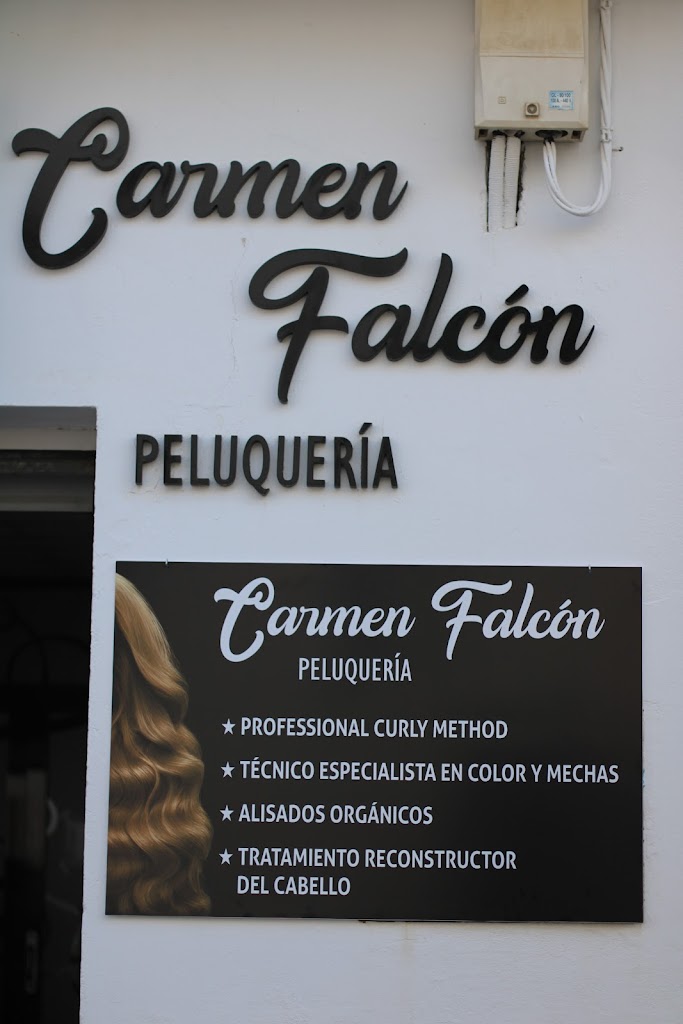 Carmen
Falcón
PELUQUERÍA
Carmen Falcón
PELUQUERÍA
★ PROFESSIONAL CURLY METHOD
★ TÉCNICO ESPECIALISTA EN COLOR Y MECHAS
★ ALISADOS ORGÁNICOS
★ TRATAMIENTO RECONSTRUCTOR
DEL CABELLO